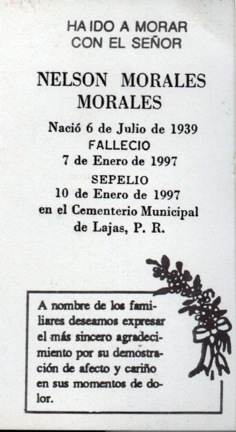 HA IDO A MORAR
CON EL SEÑOR
NELSON MORALES
MORALES
Nació 6 de Julio de 1939
FALLECIO
7 de Enero de 1997
SEPELIO
10 de Enero de 1997
en el Cementerio Municipal
de Lajas, P. R.
A nombre de los fami-
liares deseamos expresar
el más sincero agradeci-
miento por su demostra-
ción de afecto y cariño
en sus momentos de do-
lor.